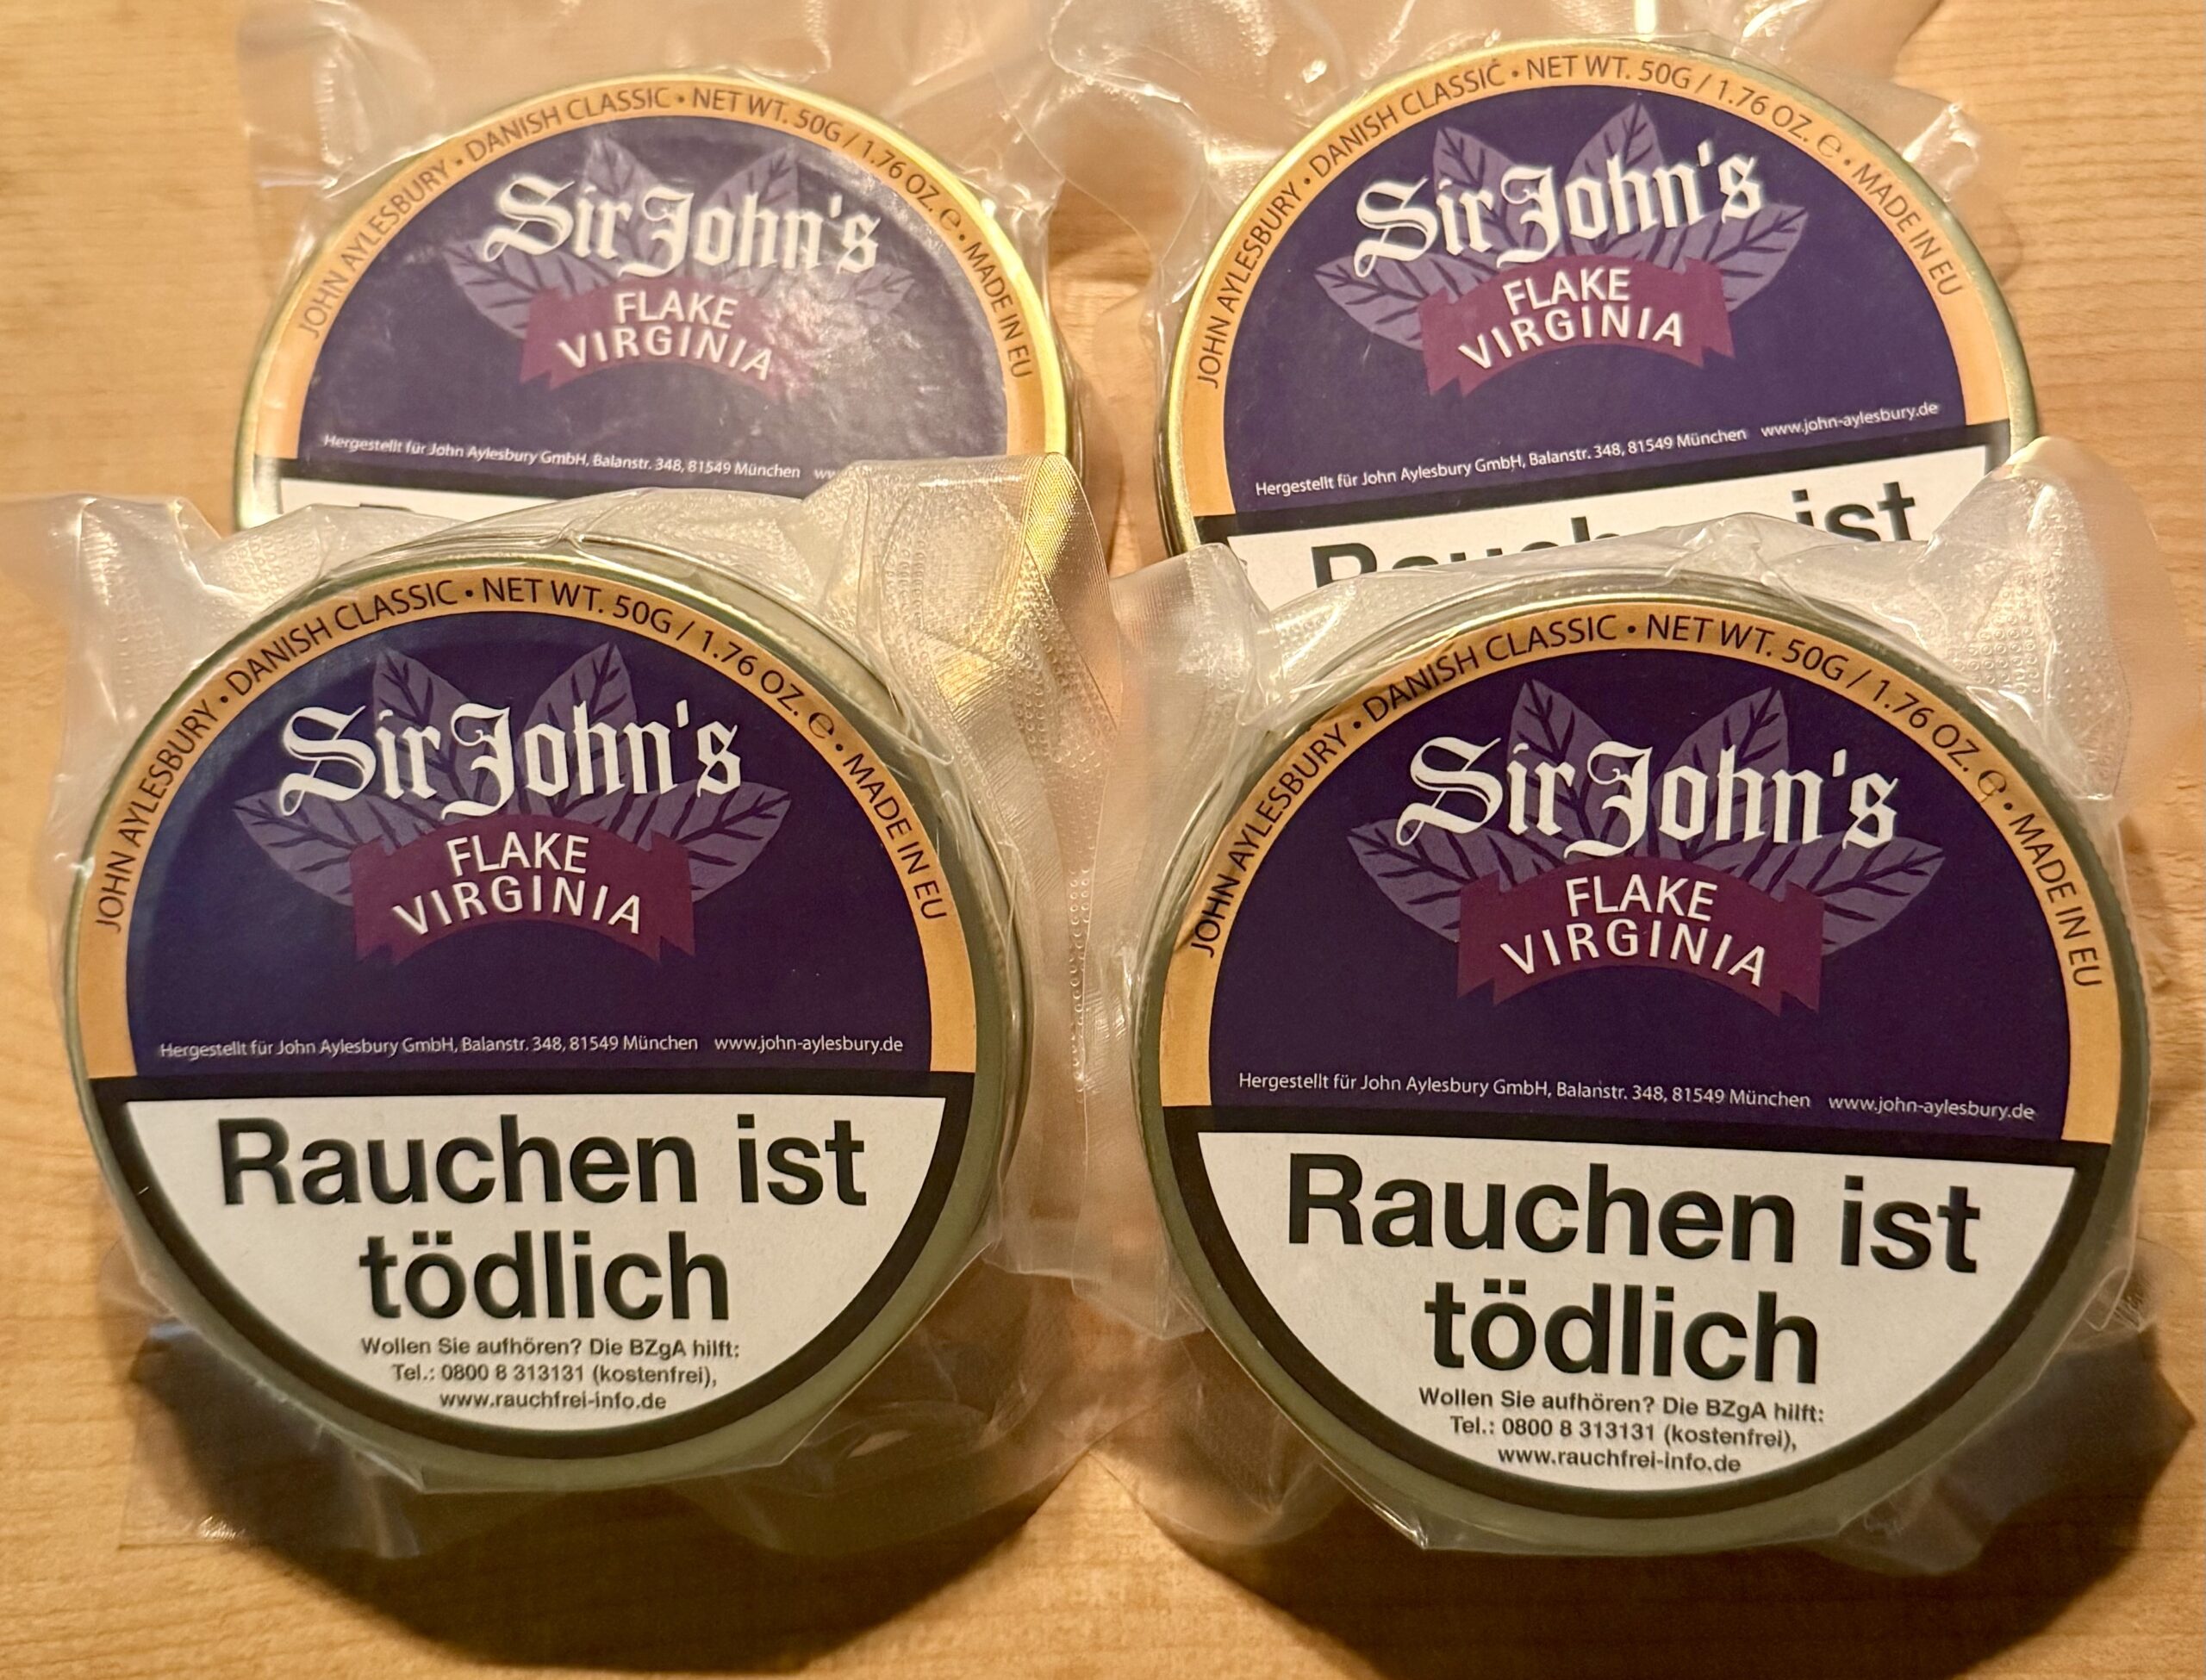 JOHN AYLESBURY • DANISH CLASSIC • NET WT. 50G / 1.76 OZ. ℮ • MADE IN EU
Sir John's
FLAKE
VIRGINIA
Hergestellt für John Aylesbury GmbH, Balanstr. 348, 81549 München
JOHN AYLESBURY • DANISH CLASSIC • NET WT. 50G / 1.76 OZ. ℮ • MADE IN EU
Sir John's
FLAKE
VIRGINIA
Hergestellt für John Aylesbury GmbH, Balanstr. 348, 81549 München www.john-aylesbury.de
Rauchen ist
JOHN AYLESBURY • DANISH CLASSIC • NET WT. 50G / 1.76 OZ. ℮ • MADE IN EU
Sir John's
FLAKE
VIRGINIA
Hergestellt für John Aylesbury GmbH, Balanstr. 348, 81549 München www.john-aylesbury.de
Rauchen ist
tödlich
Wollen Sie aufhören? Die BZgA hilft:
Tel.: 0800 8 313131 (kostenfrei),
www.rauchfrei-info.de
JOHN AYLESBURY • DANISH CLASSIC • NET WT. 50G / 1.76 OZ. ℮ • MADE IN EU
Sir John's
FLAKE
VIRGINIA
Hergestellt für John Aylesbury GmbH, Balanstr. 348, 81549 München www.john-aylesbury.de
Rauchen ist
tödlich
Wollen Sie aufhören? Die BZgA hilft:
Tel.: 0800 8 313131 (kostenfrei),
www.rauchfrei-info.de